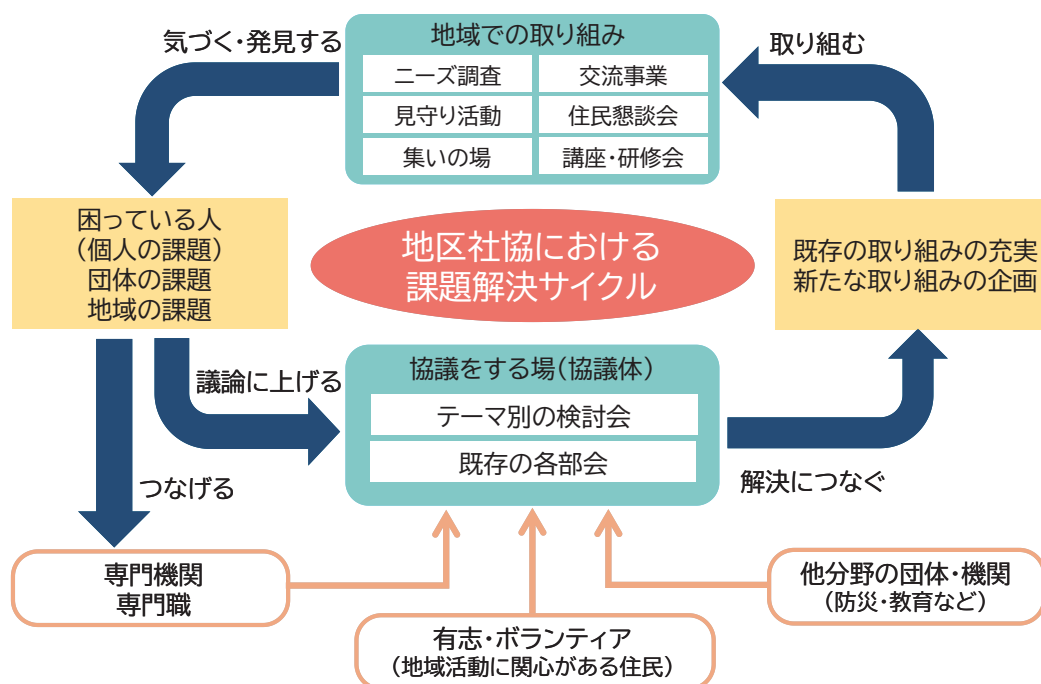 気づく・発見する
地域での取り組み
取り組む
ニーズ調査
交流事業
見守り活動
住民懇談会
集いの場
講座・研修会
困っている人
（個人の課題）
団体の課題
地域の課題
地区社協における
課題解決サイクル
既存の取り組みの充実
新たな取り組みの企画
議論に上げる
協議をする場（協議体）
テーマ別の検討会
既存の各部会
つなげる
解決につなぐ
専門機関
専門職
有志・ボランティア
（地域活動に関心がある住民）
他分野の団体・機関
（防災・教育など）